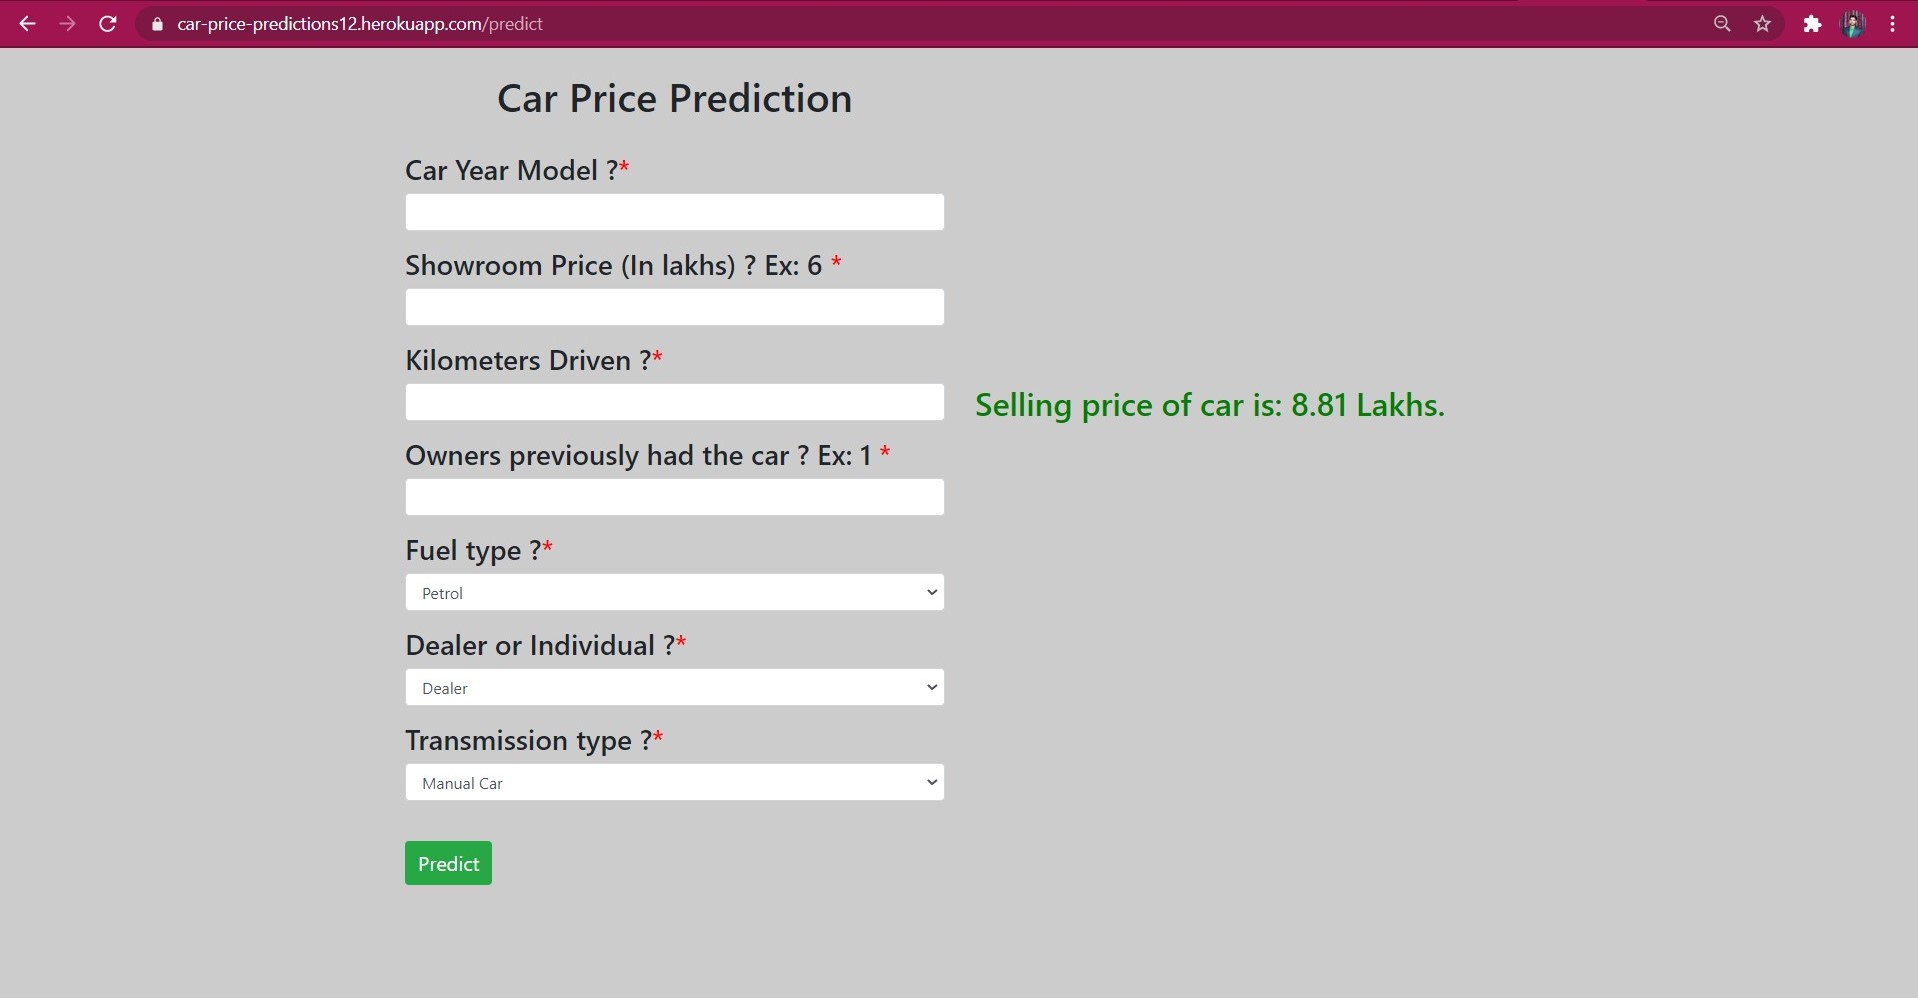 car-price-predictions12.herokuapp.com/predict
Car Price Prediction
Car Year Model ?*
Showroom Price (In lakhs) ? Ex: 6 *
Kilometers Driven ?*
Selling price of car is: 8.81 Lakhs.
Owners previously had the car ? Ex: 1 *
Fuel type ?*
Petrol
Dealer or Individual ?*
Dealer
Transmission type ?*
Manual Car
Predict